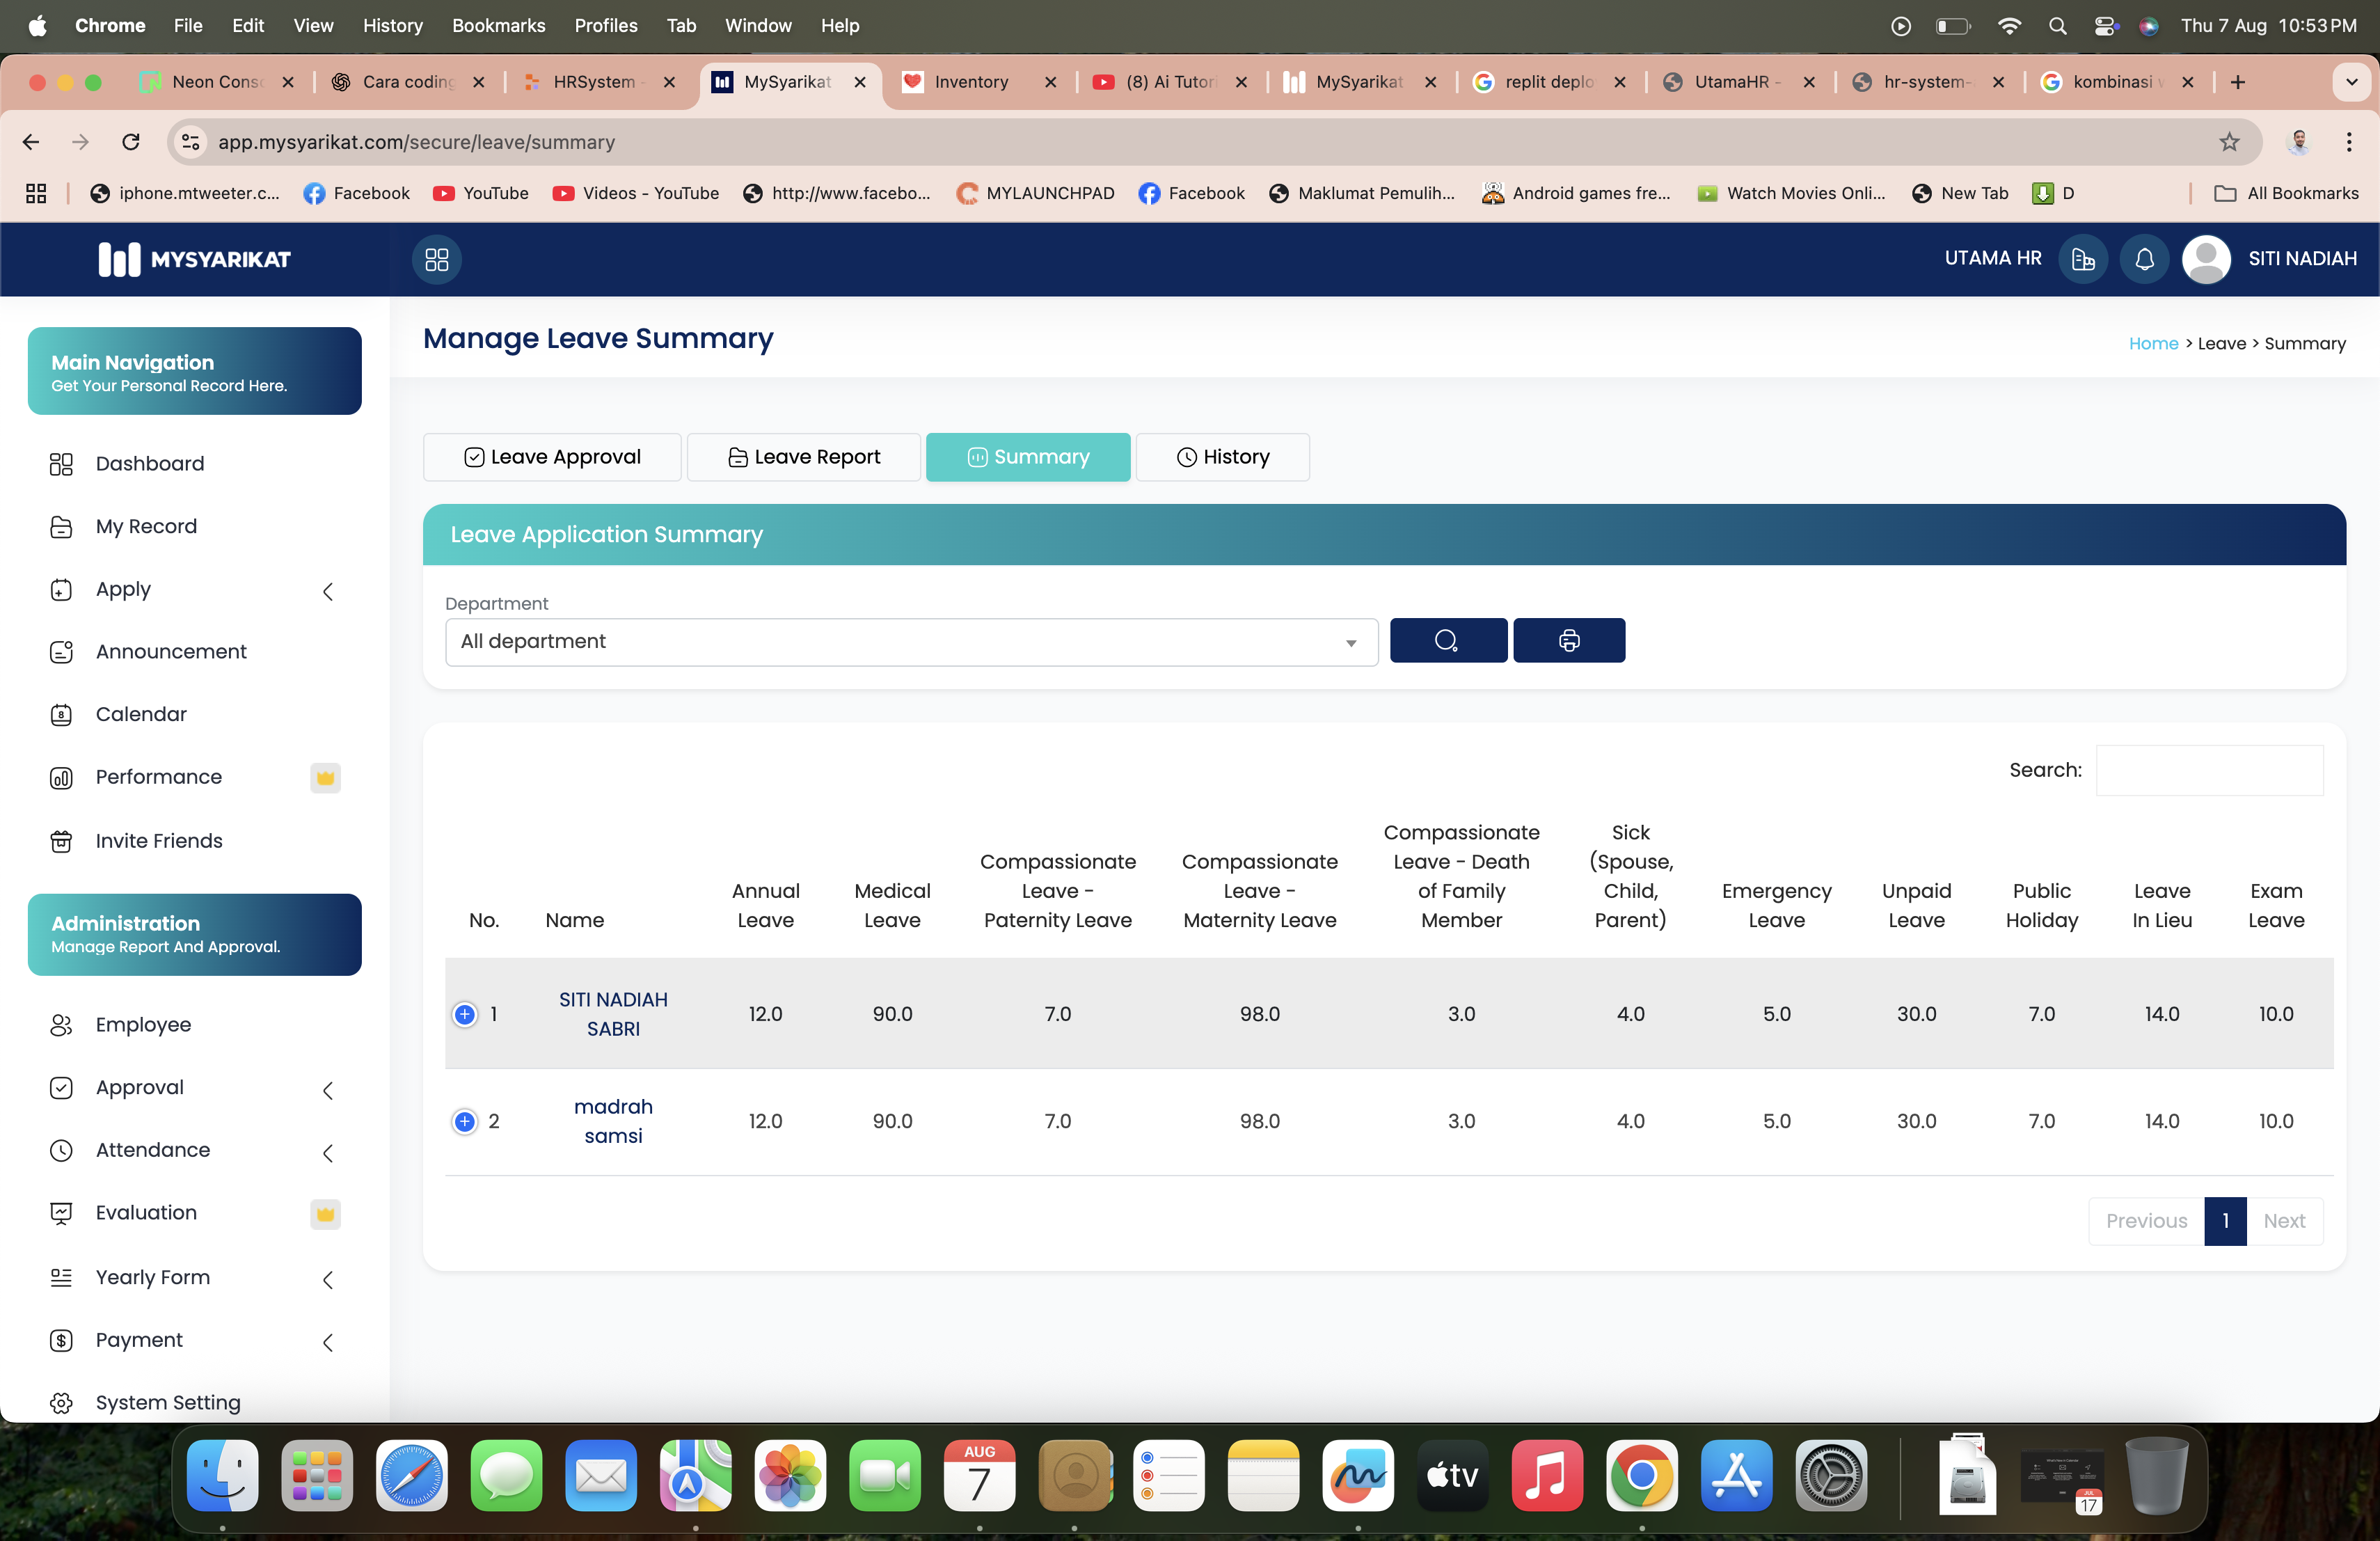 Chrome File Edit View History Bookmarks Profiles Tab Window Help Thu 7 Aug 10:53 PM
Neon Cons Cara coding HRSystem - MySyarikat Inventory (8) Ai Tutori MySyarikat replit deplo UtamaHR - hr-system- kombinasi w
app.mysyarikat.com/secure/leave/summary
iphone.mtweeter.c... Facebook YouTube Videos - YouTube http://www.facebo... MYLAUNCHPAD Facebook Maklumat Pemulih... Android games fre... Watch Movies Onli... New Tab D All Bookmarks
MYSYARIKAT UTAMA HR SITI NADIAH
Main Navigation
Get Your Personal Record Here.
Dashboard
My Record
Apply
Announcement
Calendar
8
Performance
Invite Friends
Administration
Manage Report And Approval.
Employee
Approval
Attendance
Evaluation
Yearly Form
Payment
System Setting
Manage Leave Summary
Home > Leave > Summary
Leave Approval Leave Report Summary History
Leave Application Summary
Department
All department
Search:
No. Name Annual Leave Medical Leave Compassionate Leave - Paternity Leave Compassionate Leave - Maternity Leave Compassionate Leave - Death of Family Member Sick (Spouse, Child, Parent) Emergency Leave Unpaid Leave Public Holiday Leave In Lieu Exam Leave
1 SITI NADIAH SABRI 12.0 90.0 7.0 98.0 3.0 4.0 5.0 30.0 7.0 14.0 10.0
2 madrah samsi 12.0 90.0 7.0 98.0 3.0 4.0 5.0 30.0 7.0 14.0 10.0
Previous 1 Next
AUG
7
tv
JUL
17